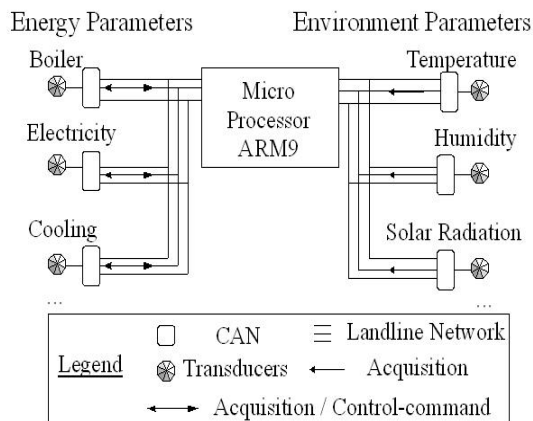 Energy Parameters
Environment Parameters
Boiler
Electricity
Cooling
...
Micro
Processor
ARM9
Temperature
Humidity
Solar Radiation
...
Legend
CAN
Landline Network
Transducers
Acquisition
Acquisition / Control-command